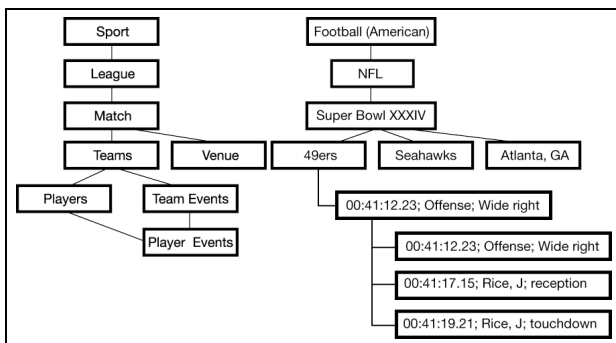 Sport
League
Match
Teams
Venue
Players
Team Events
Player Events
Football (American)
NFL
Super Bowl XXXIV
49ers
Seahawks
Atlanta, GA
00:41:12.23; Offense; Wide right
00:41:12.23; Offense; Wide right
00:41:17.15; Rice, J; reception
00:41:19.21; Rice, J; touchdown